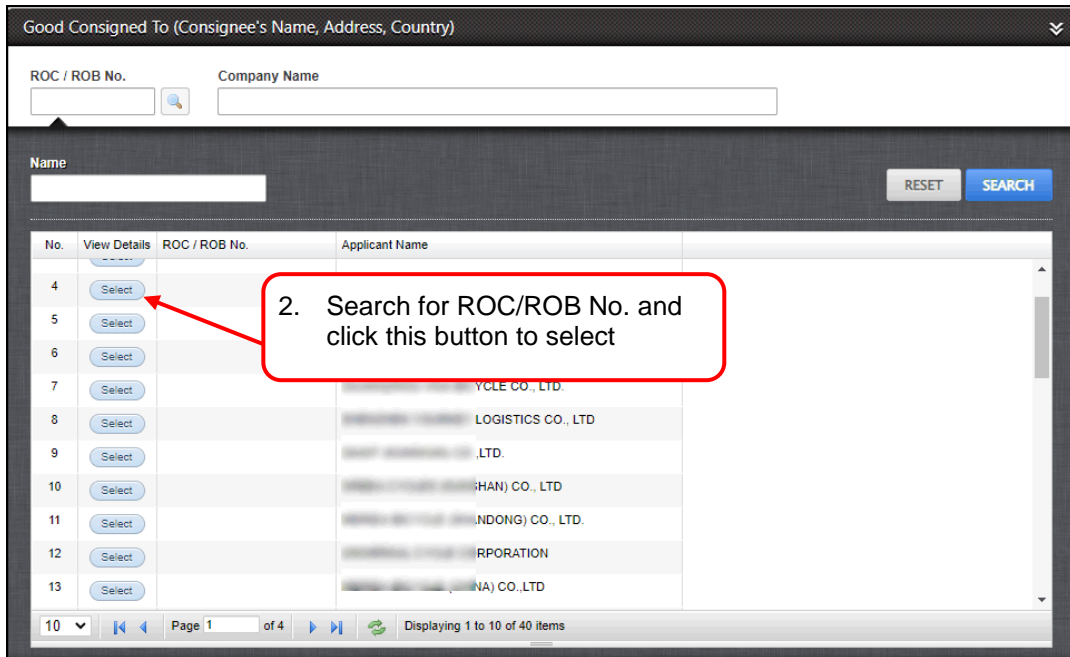 Good Consigned To (Consignee's Name, Address, Country)
ROC / ROB No. Company Name
Name
RESET SEARCH
No. View Details ROC / ROB No. Applicant Name
4 Select
2. Search for ROC/ROB No. and
click this button to select
5 Select
6 Select
7 Select YCLE CO., LTD.
8 Select LOGISTICS CO., LTD
9 Select ,LTD.
10 Select HAN) CO., LTD
11 Select NDONG) CO., LTD.
12 Select RPORATION
13 Select NA) CO.,LTD
10 Page 1 of 4 Displaying 1 to 10 of 40 items